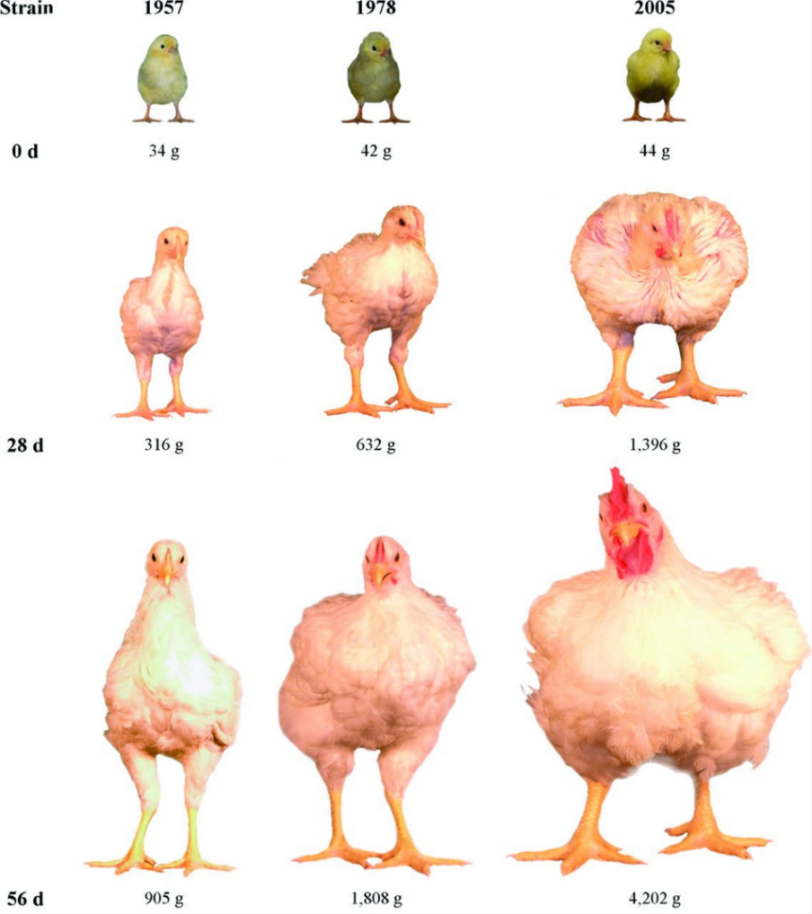 Strain 1957 1978 2005
0 d 34 g 42 g 44 g
28 d 316 g 632 g 1,396 g
56 d 905 g 1,808 g 4,202 g